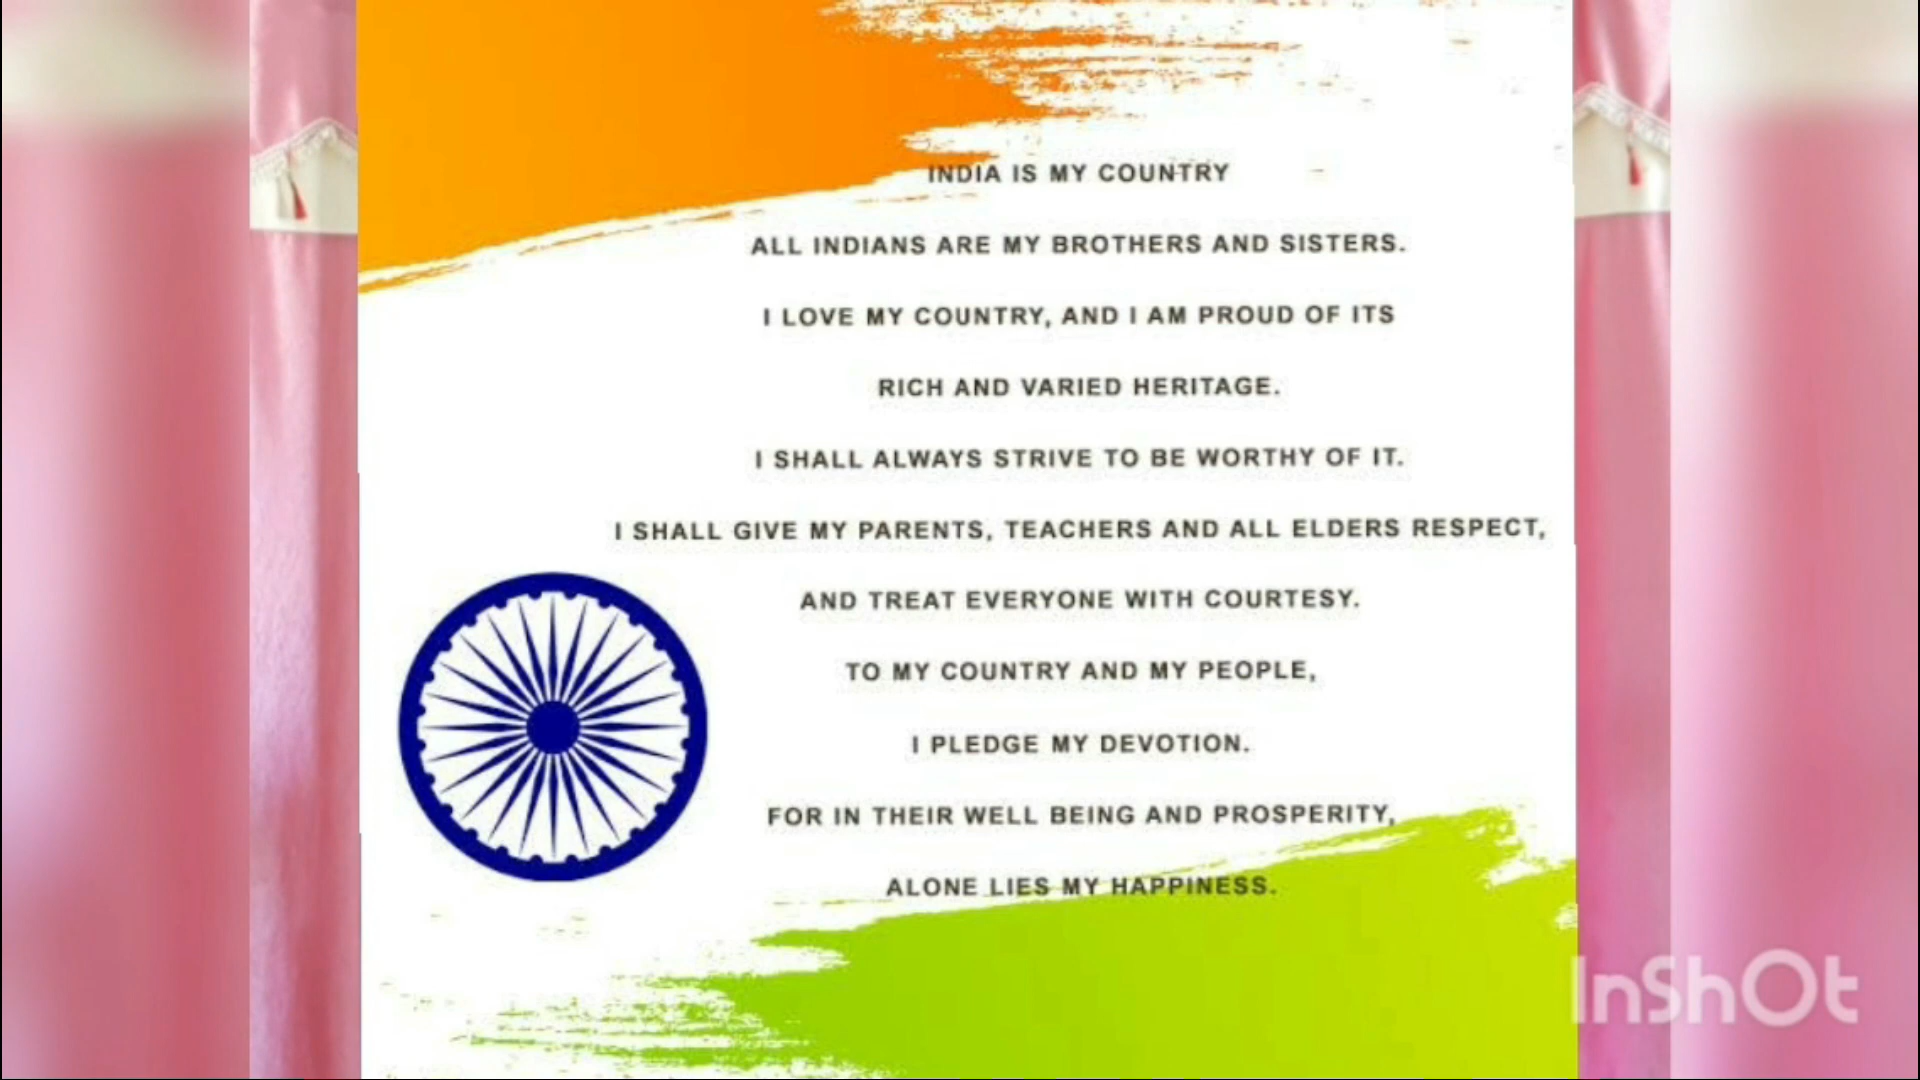 INDIA IS MY COUNTRY
ALL INDIANS ARE MY BROTHERS AND SISTERS.
I LOVE MY COUNTRY, AND I AM PROUD OF ITS
RICH AND VARIED HERITAGE.
I SHALL ALWAYS STRIVE TO BE WORTHY OF IT.
I SHALL GIVE MY PARENTS, TEACHERS AND ALL ELDERS RESPECT,
AND TREAT EVERYONE WITH COURTESY.
TO MY COUNTRY AND MY PEOPLE,
I PLEDGE MY DEVOTION.
FOR IN THEIR WELL BEING AND PROSPERITY,
ALONE LIES MY HAPPINESS.
InShOt